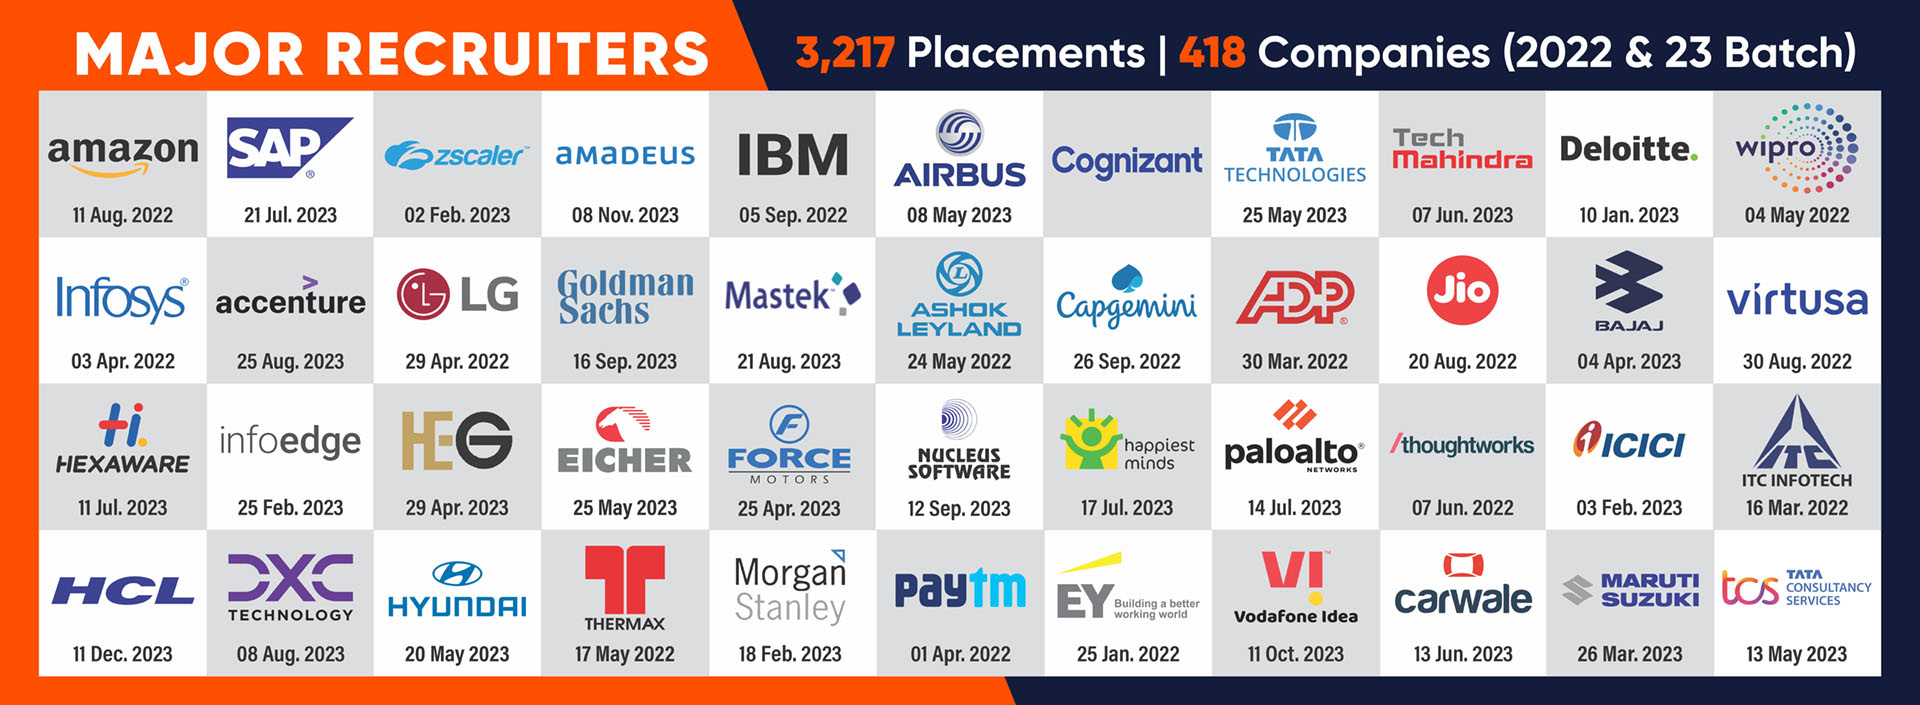 MAJOR RECRUITERS
3,217 Placements | 418 Companies (2022 & 23 Batch)
amazon
11 Aug. 2022
SAP®
21 Jul. 2023
zscaler™
02 Feb. 2023
amadeus
08 Nov. 2023
IBM
05 Sep. 2022
AIRBUS
08 May 2023
Cognizant
TATA
TECHNOLOGIES
25 May 2023
Tech
Mahindra
07 Jun. 2023
Deloitte.
10 Jan. 2023
wipro
04 May 2022
Infosys®
03 Apr. 2022
>
accenture
25 Aug. 2023
LG
LG
29 Apr. 2022
Goldman
Sachs
16 Sep. 2023
Mastek™
21 Aug. 2023
L
ASHOK
LEYLAND
24 May 2022
Capgemini
26 Sep. 2022
ADP®
30 Mar. 2022
Jio
20 Aug. 2022
BAJAJ
04 Apr. 2023
virtusa
30 Aug. 2022
Hi.
HEXAWARE
11 Jul. 2023
infoedge
25 Feb. 2023
HEG
29 Apr. 2023
EICHER
25 May 2023
F
FORCE
MOTORS
25 Apr. 2023
NUCLEUS
SOFTWARE
12 Sep. 2023
happiest
minds
17 Jul. 2023
paloalto®
NETWORKS
14 Jul. 2023
/thoughtworks
07 Jun. 2022
i ICICI
03 Feb. 2023
ITC
ITC INFOTECH
16 Mar. 2022
HCL
11 Dec. 2023
DXC
TECHNOLOGY
08 Aug. 2023
HYUNDAI
20 May 2023
T
THERMAX
17 May 2022
Morgan
Stanley
18 Feb. 2023
paytm
01 Apr. 2022
EY Building a better
working world
25 Jan. 2022
VI™
Vodafone Idea
11 Oct. 2023
carwale
13 Jun. 2023
MARUTI
SUZUKI
26 Mar. 2023
tcs TATA
CONSULTANCY
SERVICES
13 May 2023